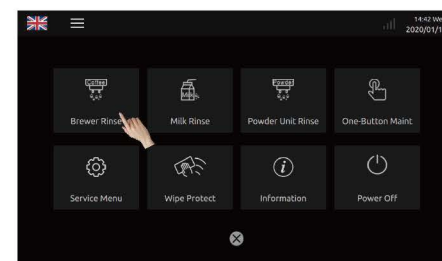 14:42 We
2020/01/1
Coffee
Milk
Powder
Brewer Rinse
Milk Rinse
Powder Unit Rinse
One-Button Maint
Service Menu
Wipe Protect
Information
Power Off